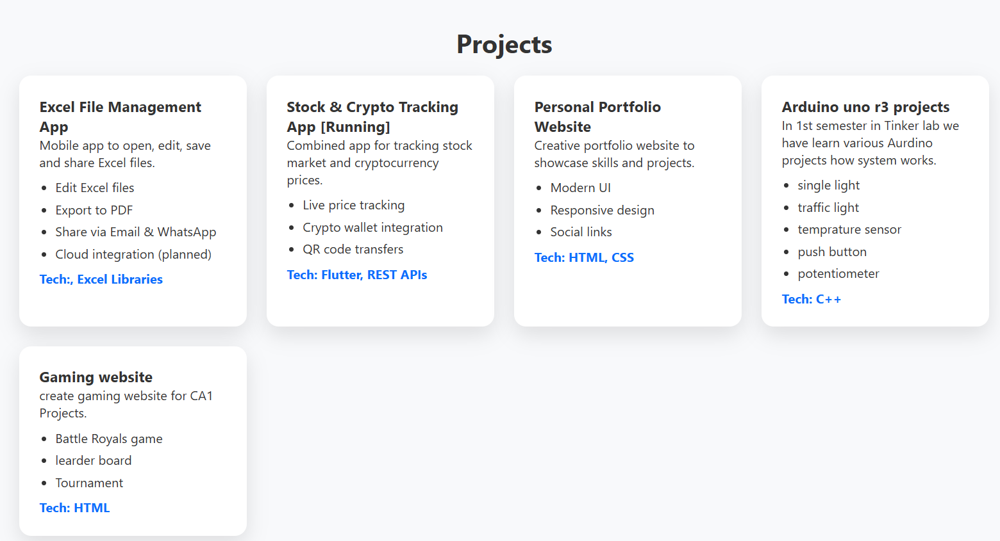 Projects
Excel File Management
App
Mobile app to open, edit, save
and share Excel files.
Edit Excel files
Export to PDF
Share via Email & WhatsApp
Cloud integration (planned)
Tech:, Excel Libraries
Stock & Crypto Tracking
App [Running]
Combined app for tracking stock
market and cryptocurrency
prices.
Live price tracking
Crypto wallet integration
QR code transfers
Tech: Flutter, REST APIs
Personal Portfolio
Website
Creative portfolio website to
showcase skills and projects.
Modern UI
Responsive design
Social links
Tech: HTML, CSS
Arduino uno r3 projects
In 1st semester in Tinker lab we
have learn various Aurdino
projects how system works.
single light
traffic light
temprature sensor
push button
potentiometer
Tech: C++
Gaming website
create gaming website for CA1
Projects.
Battle Royals game
learder board
Tournament
Tech: HTML